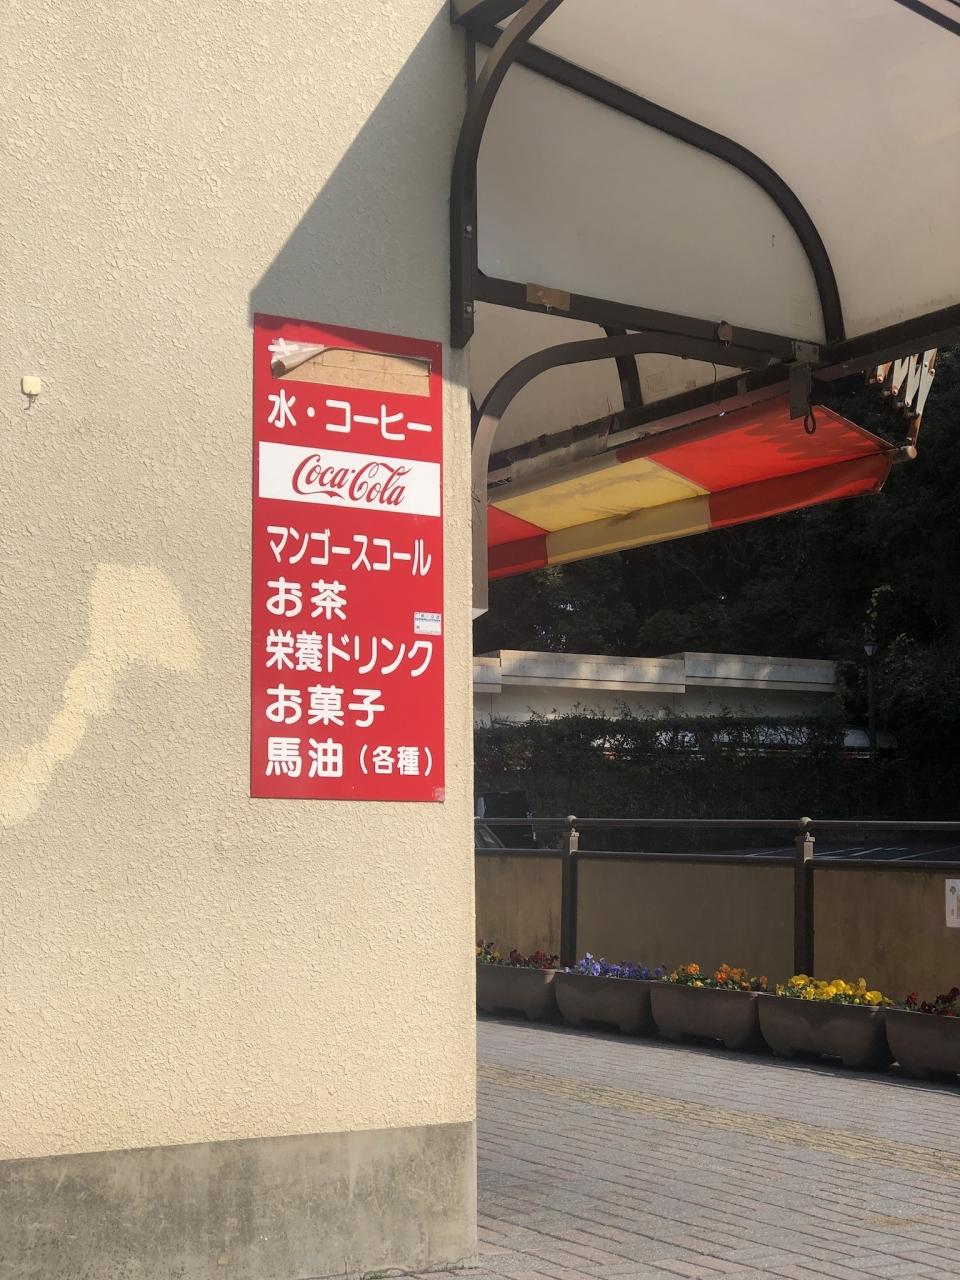 水・コーヒー
Coca-Cola
マンゴースコール
お茶
栄養ドリンク
お菓子
馬油（各種）